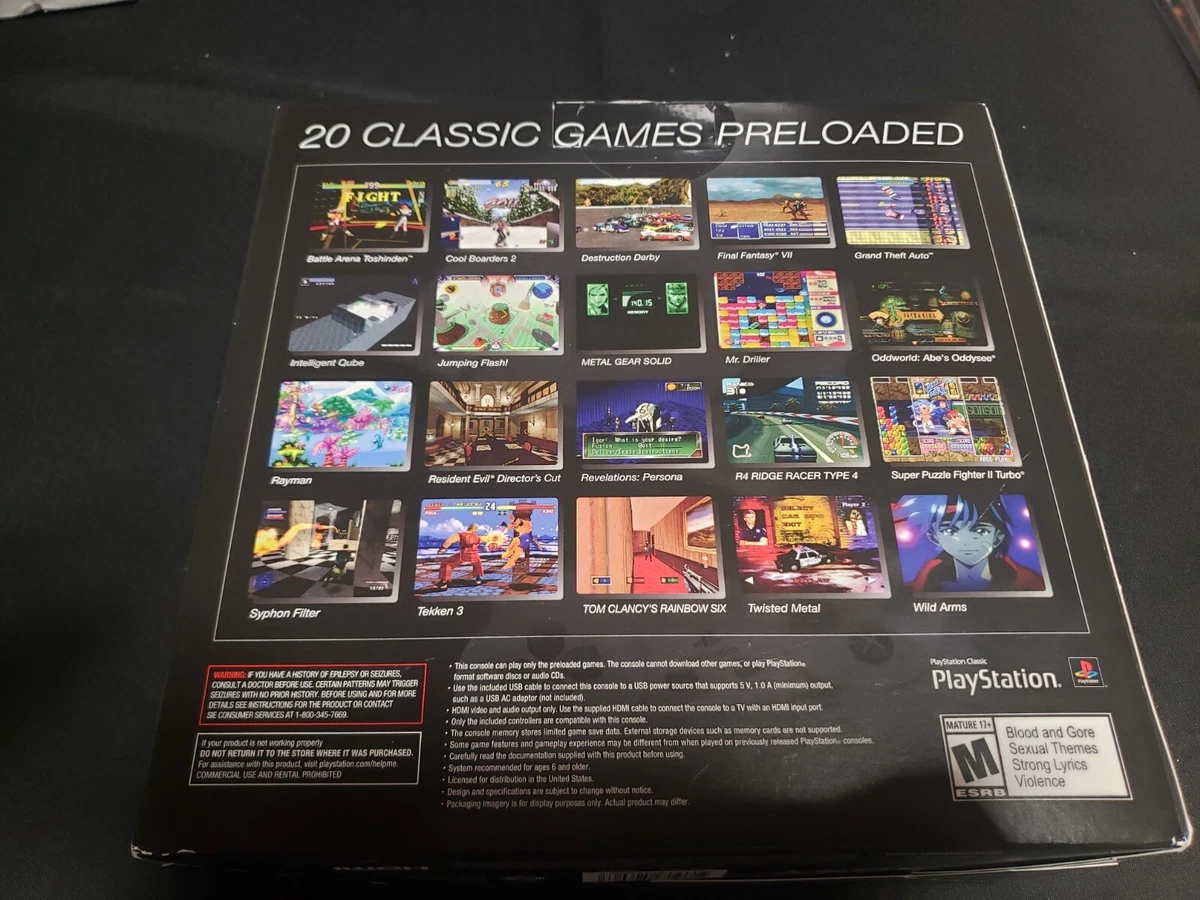 20 CLASSIC GAMES PRELOADED
FIGHT
Battle Arena Toshinden™
Cool Boarders 2
Destruction Derby
Final Fantasy® VII
Grand Theft Auto™
Intelligent Qube
Jumping Flash!
140.15
METAL GEAR SOLID
Mr. Driller
Oddworld: Abe's Oddysee®
Rayman
Resident Evil® Director's Cut
Igor: What is your desire?
Revelations: Persona
R4 RIDGE RACER TYPE 4
Super Puzzle Fighter II Turbo®
Syphon Filter
24
Tekken 3
TOM CLANCY'S RAINBOW SIX
Player 2
Twisted Metal
Wild Arms
WARNING: IF YOU HAVE A HISTORY OF EPILEPSY OR SEIZURES,
CONSULT A DOCTOR BEFORE USE. CERTAIN PATTERNS MAY TRIGGER
SEIZURES WITH NO PRIOR HISTORY. BEFORE USING AND FOR MORE
DETAILS SEE INSTRUCTIONS FOR THE PRODUCT OR CONTACT
SIE CONSUMER SERVICES AT 1-800-345-7669.
If your product is not working properly
DO NOT RETURN IT TO THE STORE WHERE IT WAS PURCHASED.
For assistance with this product, visit playstation.com/helpme.
COMMERCIAL USE AND RENTAL PROHIBITED
• This console can play only the preloaded games. The console cannot download other games, or play PlayStation®
format software discs or audio CDs.
• Use the included USB cable to connect this console to a USB power source that supports 5 V, 1.0 A (minimum) output,
such as a USB AC adaptor (not included).
• HDMI video and audio output only. Use the supplied HDMI cable to connect the console to a TV with an HDMI input port.
• Only the included controllers are compatible with this console.
• The console memory stores limited game save data. External storage devices such as memory cards are not supported.
• Some game features and gameplay experience may be different from when played on previously released PlayStation® consoles.
• Carefully read the documentation supplied with this product before using.
• System recommended for ages 6 and older.
• Licensed for distribution in the United States.
• Design and specifications are subject to change without notice.
• Packaging imagery is for display purposes only. Actual product may differ.
PlayStation Classic
PlayStation.
PlayStation
MATURE 17+
M
ESRB
Blood and Gore
Sexual Themes
Strong Lyrics
Violence
HDMI